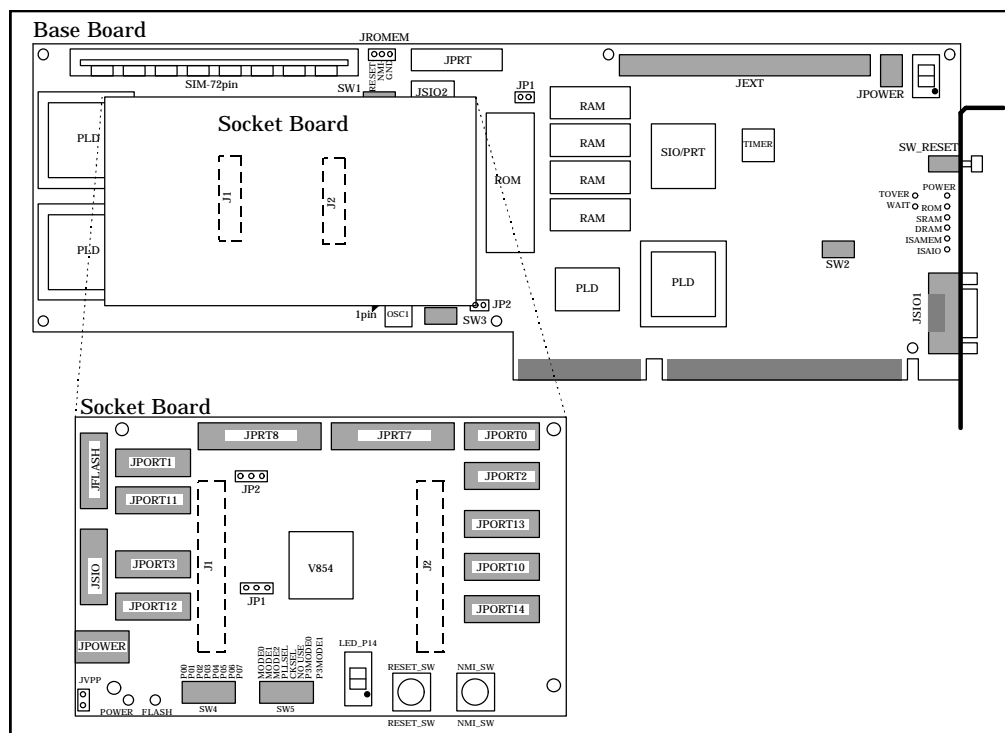 Base Board
JROMEM
RESET
NMI
GND
JPRT
SIM-72pin
SW1
JSIO2
JP1
JEXT
JPOWER
PLD
Socket Board
J1
J2
ROM
RAM
RAM
RAM
RAM
SIO/PRT
TIMER
SW_RESET
TOVER
POWER
WAIT
ROM
SRAM
DRAM
ISAMEM
ISAIO
PLD
SW2
PLD
PLD
JSIO1
1pin
OSC1
SW3
JP2
Socket Board
JPRT8
JPRT7
JPORT0
JFLASH
JPORT1
JP2
JPORT2
JPORT11
JPORT13
J1
V854
J2
JSIO
JPORT3
JPORT10
JP1
JPORT12
JPORT14
JPOWER
LED_P14
P00
P01
P02
P03
P04
P05
P06
P07
MODE0
MODE1
MODE2
PLLSEL
CKSEL
NO USE
P3MODE0
P3MODE1
RESET_SW
NMI_SW
JVPP
POWER
FLASH
SW4
SW5
RESET_SW
NMI_SW